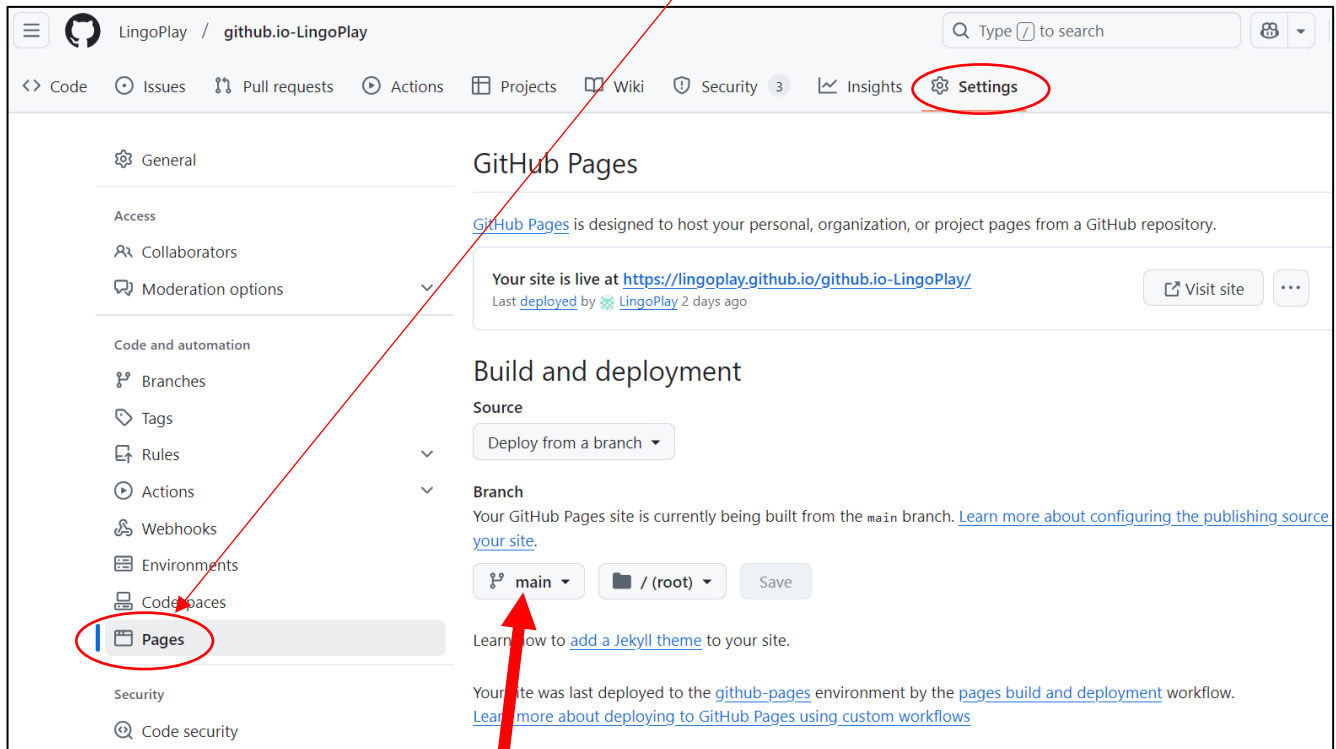 LingoPlay / github.io-LingoPlay
Type / to search
Code Issues Pull requests Actions Projects Wiki Security 3 Insights Settings
General
Access
Collaborators
Moderation options
Code and automation
Branches
Tags
Rules
Actions
Webhooks
Environments
Codespaces
Pages
Security
Code security
GitHub Pages
GitHub Pages is designed to host your personal, organization, or project pages from a GitHub repository.
Your site is live at https://lingoplay.github.io/github.io-LingoPlay/
Last deployed by LingoPlay 2 days ago
Visit site
Build and deployment
Source
Deploy from a branch
Branch
Your GitHub Pages site is currently being built from the main branch. Learn more about configuring the publishing source
your site.
main / (root) Save
Learn how to add a Jekyll theme to your site.
Your site was last deployed to the github-pages environment by the pages build and deployment workflow.
Learn more about deploying to GitHub Pages using custom workflows